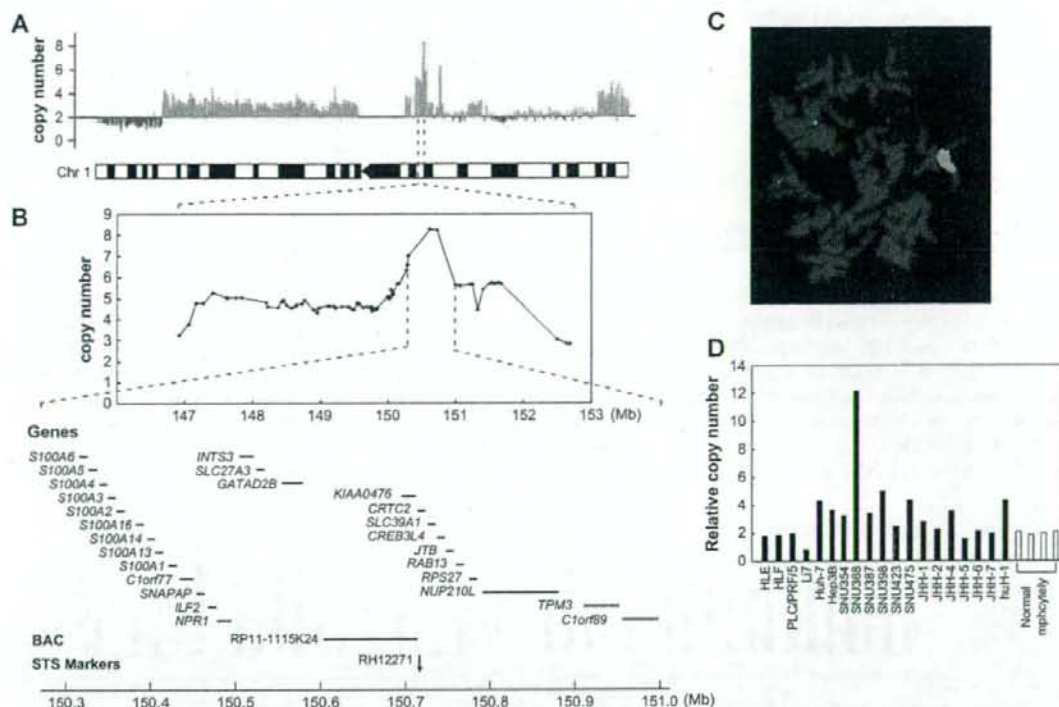 A
copy number
8
6
4
2
0
Chr 1
B
copy number
9
8
7
6
5
4
3
2
1
0
147 148 149 150 151 152 153 (Mb)
Genes
S100A6
S100A5
S100A4
S100A3
S100A2
S100A16
S100A14
S100A13
S100A1
C1orf77
SNAPAP
ILF2
NPR1
INTS3
SLC27A3
GATAD2B
KIAA0476
CRTC2
SLC39A1
CREB3L4
JTB
RAB13
RPS27
NUP210L
TPM3
C1orf89
BAC RP11-1115K24
STS Markers RH12271
150.3 150.4 150.5 150.6 150.7 150.8 150.9 151.0 (Mb)
C
D
Relative copy number
14
12
10
8
6
4
2
0
HLE
HLF
PLC/PRF/5
Li7
Huh-7
Hep3B
SNU354
SNU368
SNU387
SNU398
SNU423
SNU475
JHH-1
JHH-2
JHH-4
JHH-5
JHH-6
JHH-7
huH-1
Normal
mphcytely